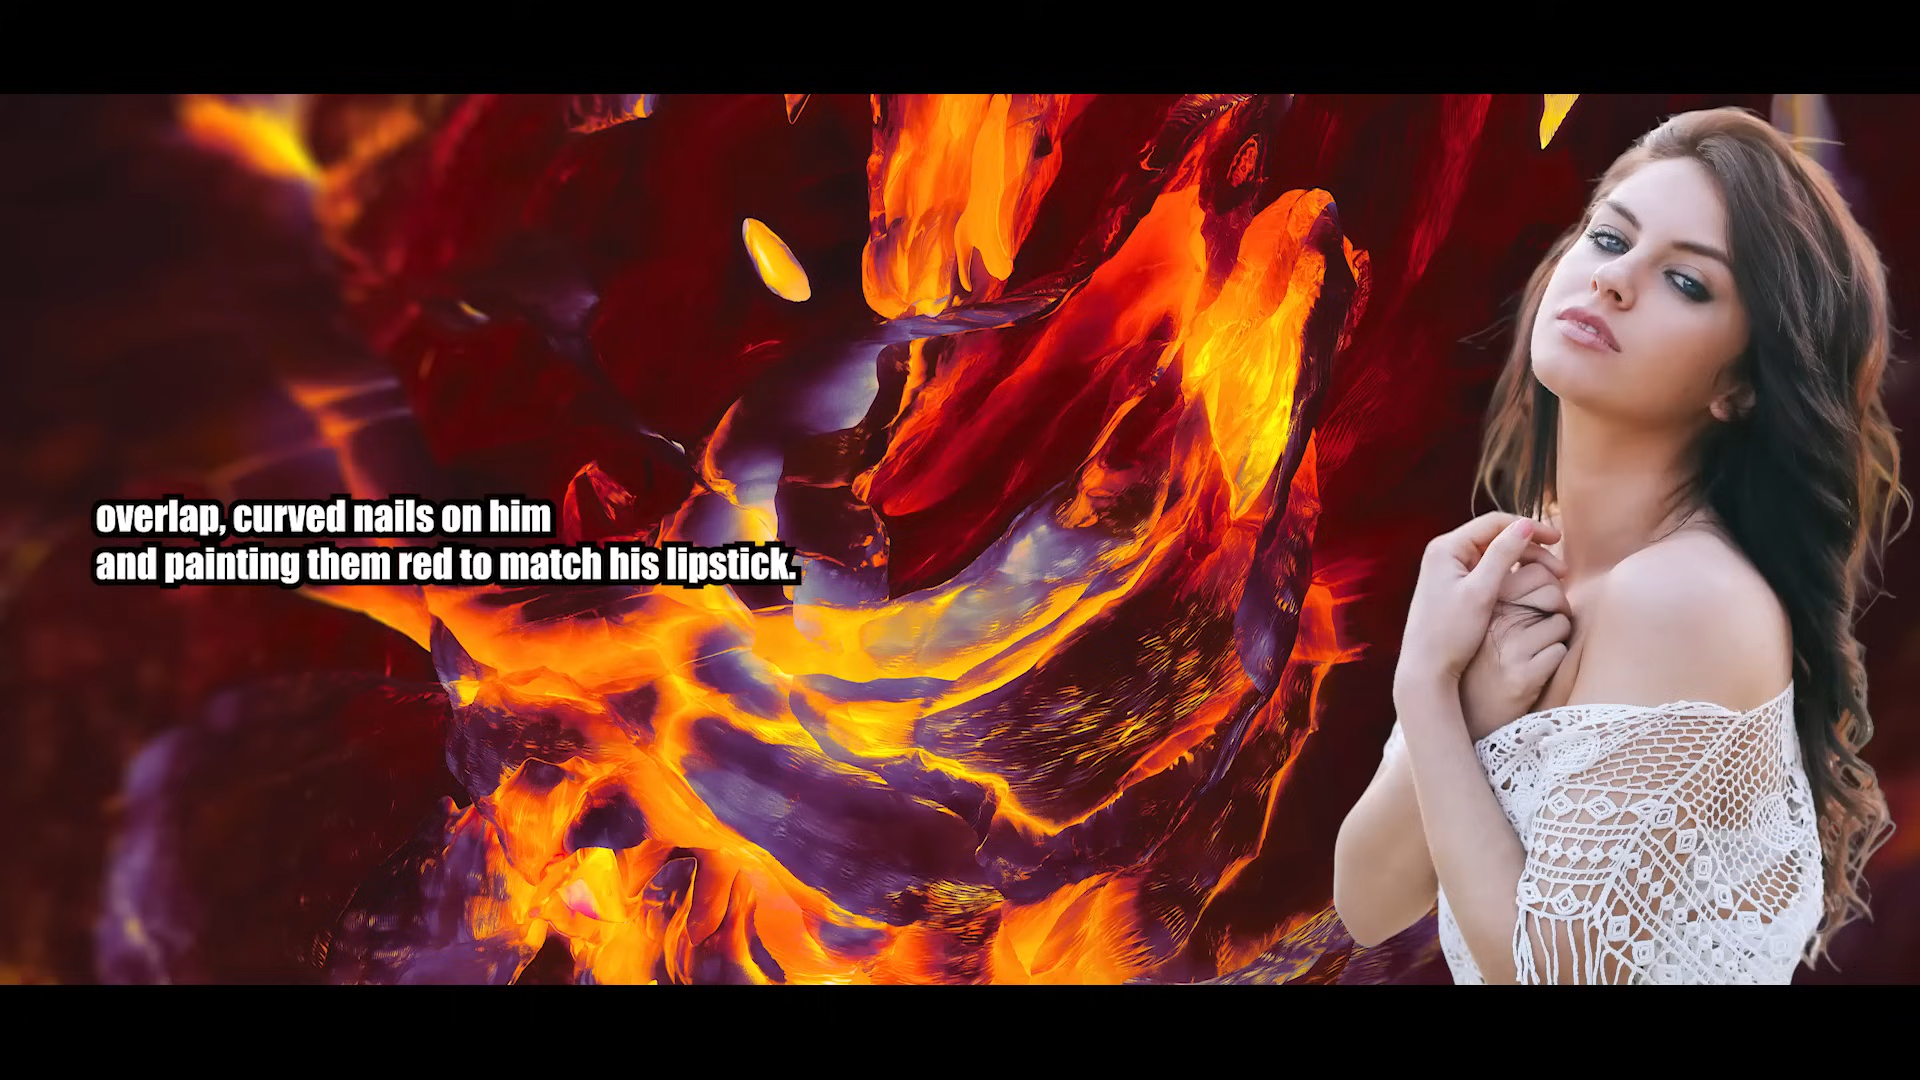 overlap, curved nails on him
and painting them red to match his lipstick.